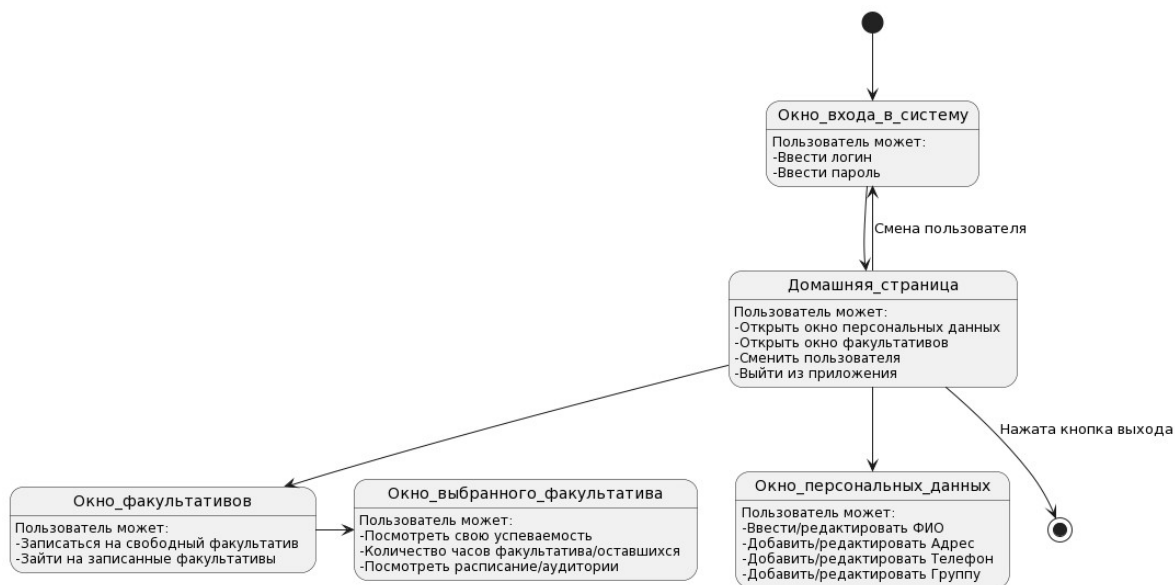 Окно_входа_в_систему
Пользователь может:
-Ввести логин
-Ввести пароль
Смена пользователя
Домашняя_страница
Пользователь может:
-Открыть окно персональных данных
-Открыть окно факультативов
-Сменить пользователя
-Выйти из приложения
Нажата кнопка выхода
Окно_факультативов
Пользователь может:
-Записаться на свободный факультатив
-Зайти на записанные факультативы
Окно_выбранного_факультатива
Пользователь может:
-Посмотреть свою успеваемость
-Количество часов факультатива/оставшихся
-Посмотреть расписание/аудитории
Окно_персональных_данных
Пользователь может:
-Ввести/редактировать ФИО
-Добавить/редактировать Адрес
-Добавить/редактировать Телефон
-Добавить/редактировать Группу